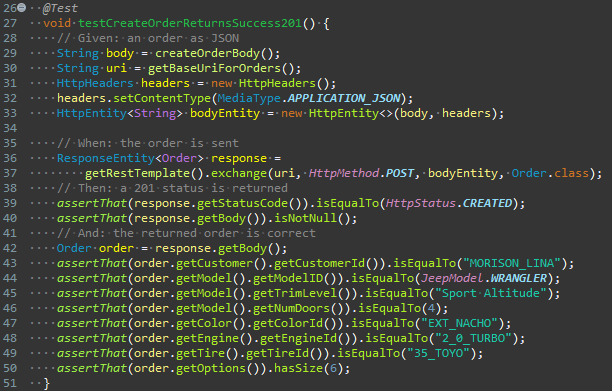 26 @Test
27 void testCreateOrderReturnsSuccess201() {
28 // Given: an order as JSON
29 String body = createOrderBody();
30 String uri = getBaseUriForOrders();
31 HttpHeaders headers = new HttpHeaders();
32 headers.setContentType(MediaType.APPLICATION_JSON);
33 HttpEntity<String> bodyEntity = new HttpEntity<>(body, headers);
34
35 // When: the order is sent
36 ResponseEntity<Order> response =
37 getRestTemplate().exchange(uri, HttpMethod.POST, bodyEntity, Order.class);
38 // Then: a 201 status is returned
39 assertThat(response.getStatusCode()).isEqualTo(HttpStatus.CREATED);
40 assertThat(response.getBody()).isNotNull();
41 // And: the returned order is correct
42 Order order = response.getBody();
43 assertThat(order.getCustomer().getCustomerId()).isEqualTo("MORISON_LINA");
44 assertThat(order.getModel().getModelID()).isEqualTo(JeepModel.WRANGLER);
45 assertThat(order.getModel().getTrimLevel()).isEqualTo("Sport Altitude");
46 assertThat(order.getModel().getNumDoors()).isEqualTo(4);
47 assertThat(order.getColor().getColorId()).isEqualTo("EXT_NACHO");
48 assertThat(order.getEngine().getEngineId()).isEqualTo("2_0_TURBO");
49 assertThat(order.getTire().getTireId()).isEqualTo("35_TOYO");
50 assertThat(order.getOptions()).hasSize(6);
51 }